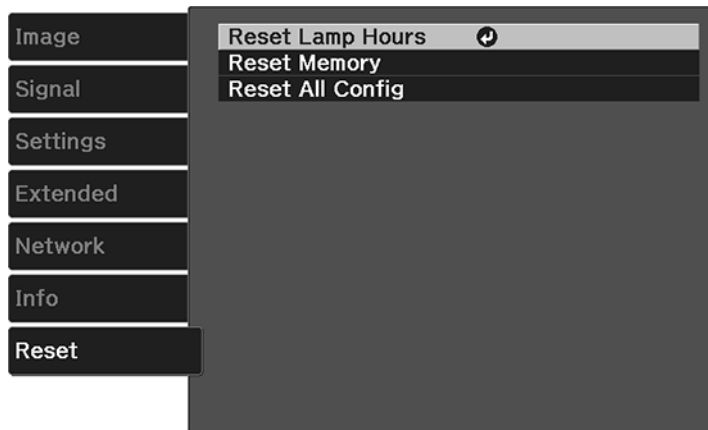 Image
Signal
Settings
Extended
Network
Info
Reset
Reset Lamp Hours
Reset Memory
Reset All Config